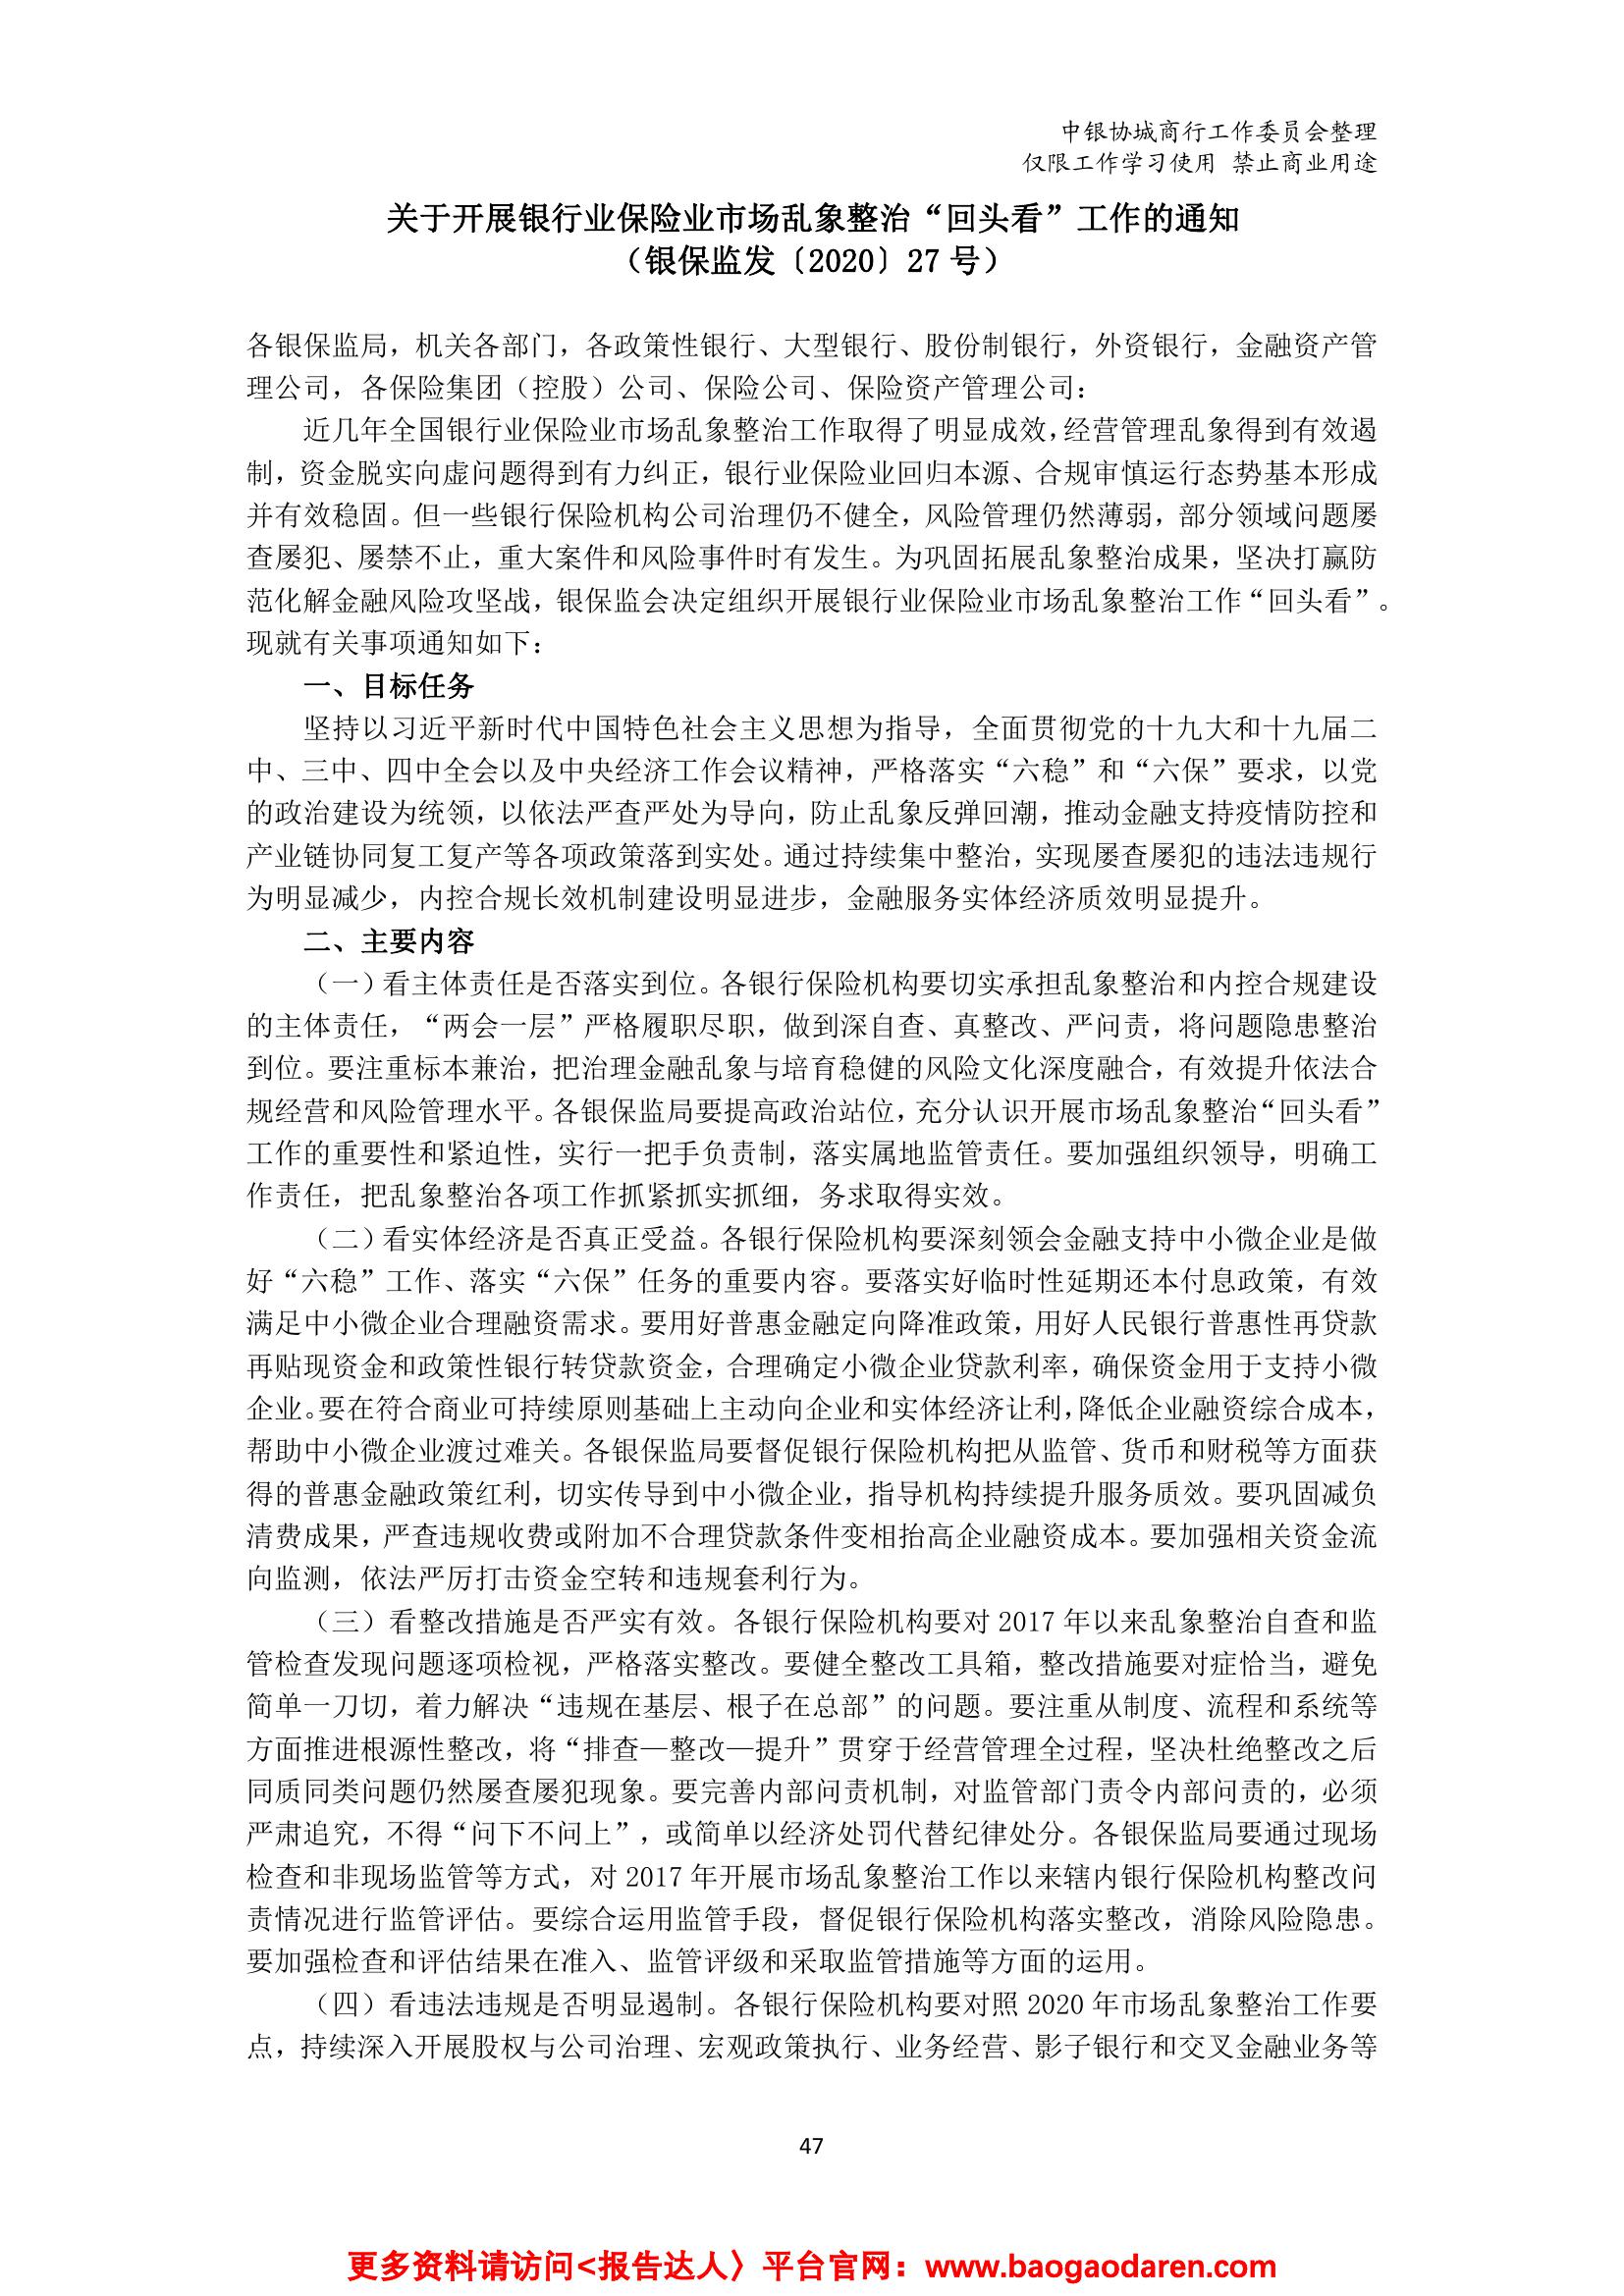 中银协城商行工作委员会整理
仅限工作学习使用 禁止商业用途
关于开展银行业保险业市场乱象整治“回头看”工作的通知
（银保监发〔2020〕27 号）
各银保监局，机关各部门，各政策性银行、大型银行、股份制银行，外资银行，金融资产管
理公司，各保险集团（控股）公司、保险公司、保险资产管理公司：
近几年全国银行业保险业市场乱象整治工作取得了明显成效，经营管理乱象得到有效遏
制，资金脱实向虚问题得到有力纠正，银行业保险业回归本源、合规审慎运行态势基本形成
并有效稳固。但一些银行保险机构公司治理仍不健全，风险管理仍然薄弱，部分领域问题屡
查屡犯、屡禁不止，重大案件和风险事件时有发生。为巩固拓展乱象整治成果，坚决打赢防
范化解金融风险攻坚战，银保监会决定组织开展银行业保险业市场乱象整治工作“回头看”。
现就有关事项通知如下：
一、目标任务
坚持以习近平新时代中国特色社会主义思想为指导，全面贯彻党的十九大和十九届二
中、三中、四中全会以及中央经济工作会议精神，严格落实“六稳”和“六保”要求，以党
的政治建设为统领，以依法严查严处为导向，防止乱象反弹回潮，推动金融支持疫情防控和
产业链协同复工复产等各项政策落到实处。通过持续集中整治，实现屡查屡犯的违法违规行
为明显减少，内控合规长效机制建设明显进步，金融服务实体经济质效明显提升。
二、主要内容
（一）看主体责任是否落实到位。各银行保险机构要切实承担乱象整治和内控合规建设
的主体责任，“两会一层”严格履职尽职，做到深自查、真整改、严问责，将问题隐患整治
到位。要注重标本兼治，把治理金融乱象与培育稳健的风险文化深度融合，有效提升依法合
规经营和风险管理水平。各银保监局要提高政治站位，充分认识开展市场乱象整治“回头看”
工作的重要性和紧迫性，实行一把手负责制，落实属地监管责任。要加强组织领导，明确工
作责任，把乱象整治各项工作抓紧抓实抓细，务求取得实效。
（二）看实体经济是否真正受益。各银行保险机构要深刻领会金融支持中小微企业是做
好“六稳”工作、落实“六保”任务的重要内容。要落实好临时性延期还本付息政策，有效
满足中小微企业合理融资需求。要用好普惠金融定向降准政策，用好人民银行普惠性再贷款
再贴现资金和政策性银行转贷款资金，合理确定小微企业贷款利率，确保资金用于支持小微
企业。要在符合商业可持续原则基础上主动向企业和实体经济让利，降低企业融资综合成本，
帮助中小微企业渡过难关。各银保监局要督促银行保险机构把从监管、货币和财税等方面获
得的普惠金融政策红利，切实传导到中小微企业，指导机构持续提升服务质效。要巩固减负
清费成果，严查违规收费或附加不合理贷款条件变相抬高企业融资成本。要加强相关资金流
向监测，依法严厉打击资金空转和违规套利行为。
（三）看整改措施是否严实有效。各银行保险机构要对 2017 年以来乱象整治自查和监
管检查发现问题逐项检视，严格落实整改。要健全整改工具箱，整改措施要对症恰当，避免
简单一刀切，着力解决“违规在基层、根子在总部”的问题。要注重从制度、流程和系统等
方面推进根源性整改，将“排查—整改—提升”贯穿于经营管理全过程，坚决杜绝整改之后
同质同类问题仍然屡查屡犯现象。要完善内部问责机制，对监管部门责令内部问责的，必须
严肃追究，不得“问下不问上”，或简单以经济处罚代替纪律处分。各银保监局要通过现场
检查和非现场监管等方式，对 2017 年开展市场乱象整治工作以来辖内银行保险机构整改问
责情况进行监管评估。要综合运用监管手段，督促银行保险机构落实整改，消除风险隐患。
要加强检查和评估结果在准入、监管评级和采取监管措施等方面的运用。
（四）看违法违规是否明显遏制。各银行保险机构要对照 2020 年市场乱象整治工作要
点，持续深入开展股权与公司治理、宏观政策执行、业务经营、影子银行和交叉金融业务等
47
更多资料请访问<报告达人〉平台官网：www.baogaodaren.com